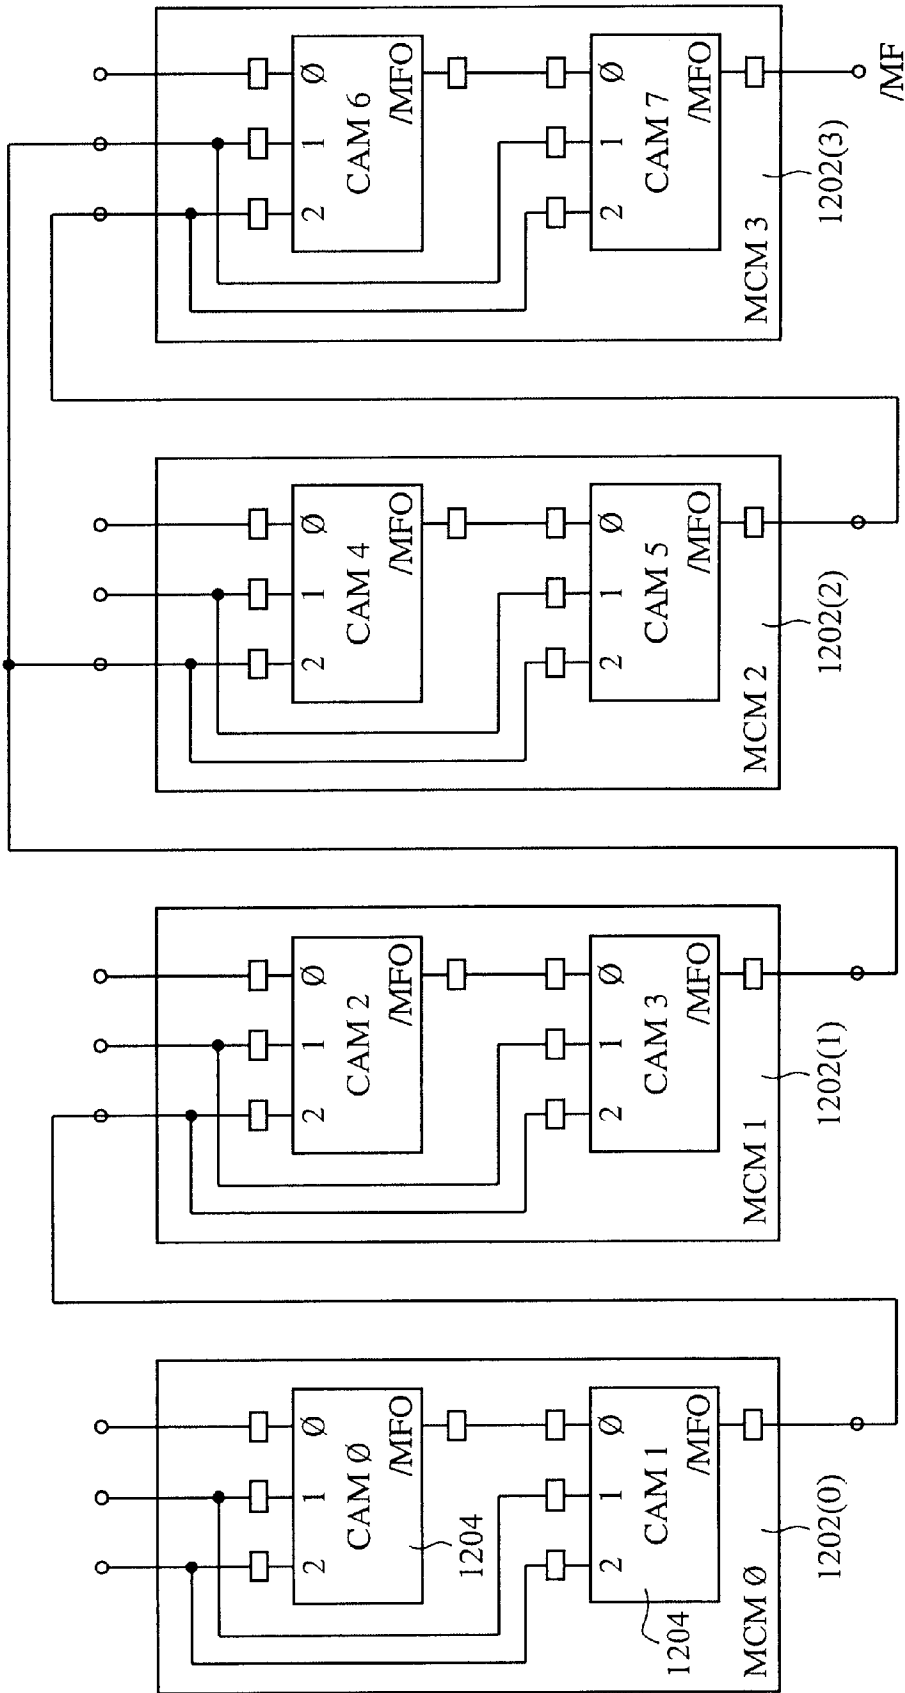 2 1 Ø
CAM Ø
/MFO
1204
2 1 Ø
CAM 1
/MFO
1204
MCM Ø
1202(0)
2 1 Ø
CAM 2
/MFO
2 1 Ø
CAM 3
/MFO
MCM 1
1202(1)
2 1 Ø
CAM 4
/MFO
2 1 Ø
CAM 5
/MFO
MCM 2
1202(2)
2 1 Ø
CAM 6
/MFO
2 1 Ø
CAM 7
/MFO
MCM 3
1202(3)
/MF